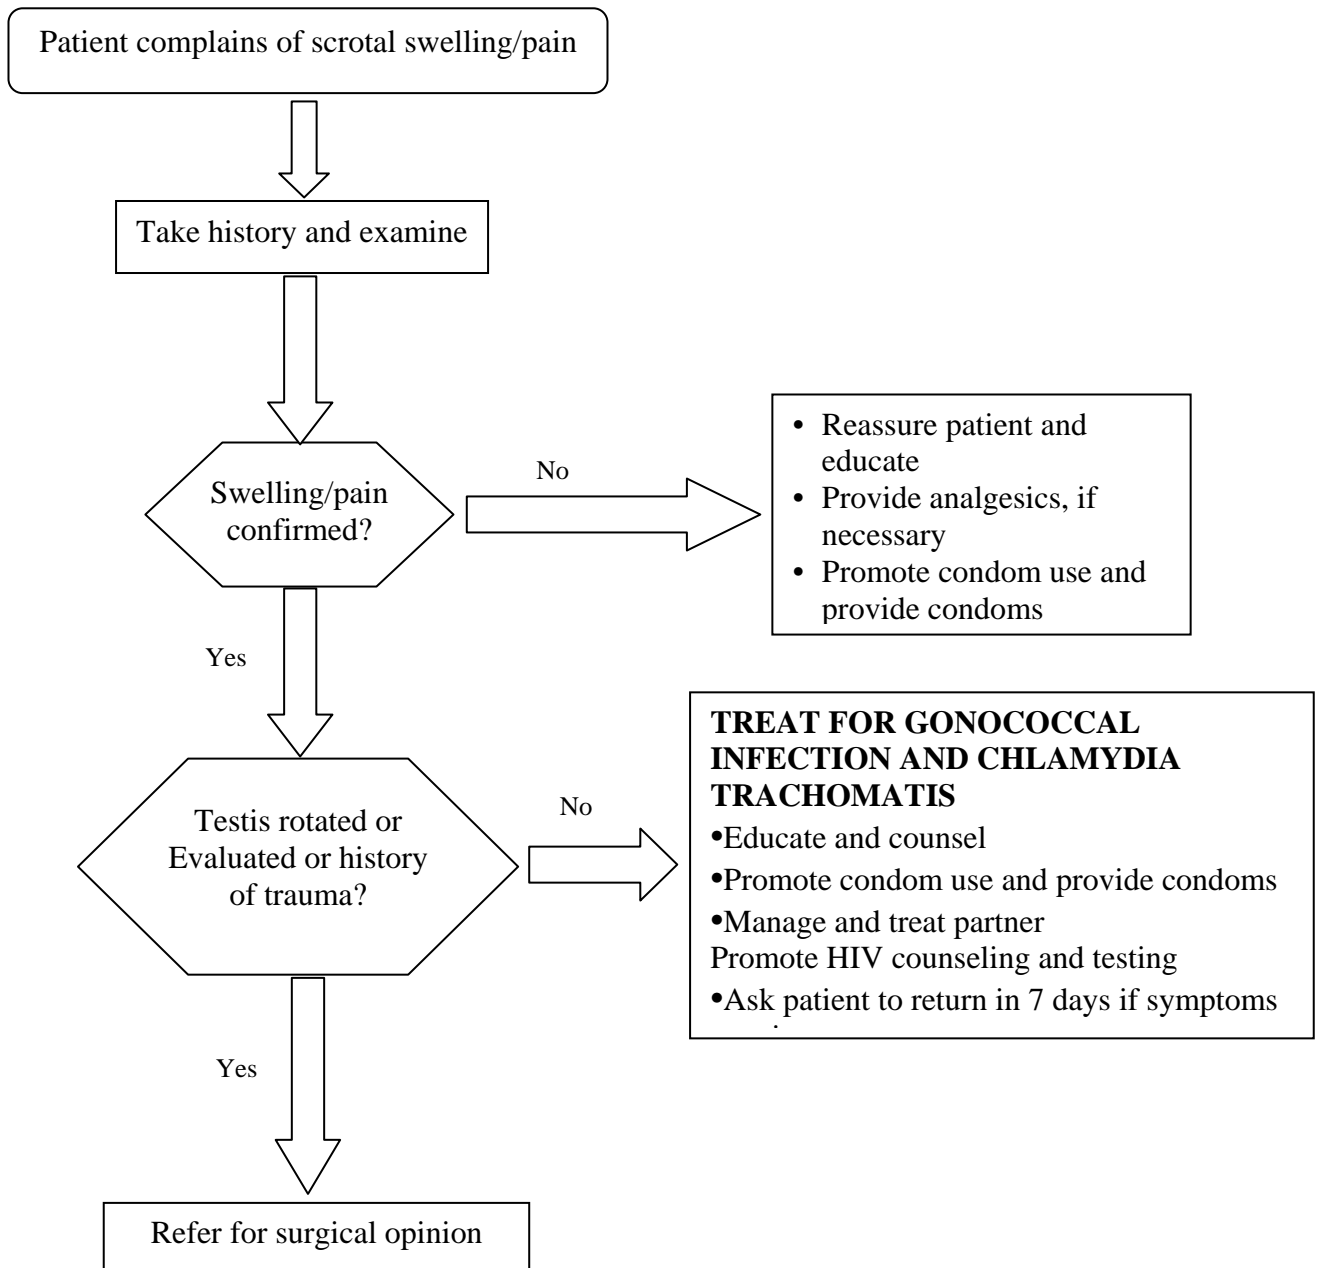 Patient complains of scrotal swelling/pain
Take history and examine
Swelling/pain
confirmed?
No
• Reassure patient and
educate
• Provide analgesics, if
necessary
• Promote condom use and
provide condoms
Yes
Testis rotated or
Evaluated or history
of trauma?
No
TREAT FOR GONOCOCCAL
INFECTION AND CHLAMYDIA
TRACHOMATIS
•Educate and counsel
•Promote condom use and provide condoms
•Manage and treat partner
Promote HIV counseling and testing
•Ask patient to return in 7 days if symptoms
Yes
Refer for surgical opinion